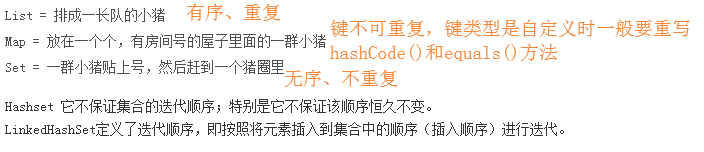 List = 排成一长队的小猪 有序、重复
Map = 放在一个个，有房间号的屋子里面的一群小猪 键不可重复，键类型是自定义时一般要重写
hashCode()和equals()方法
Set = 一群小猪贴上号，然后赶到一个猪圈里 无序、不重复
Hashset 它不保证集合的迭代顺序；特别是它不保证该顺序恒久不变。
LinkedHashSet定义了迭代顺序，即按照将元素插入到集合中的顺序（插入顺序）进行迭代。